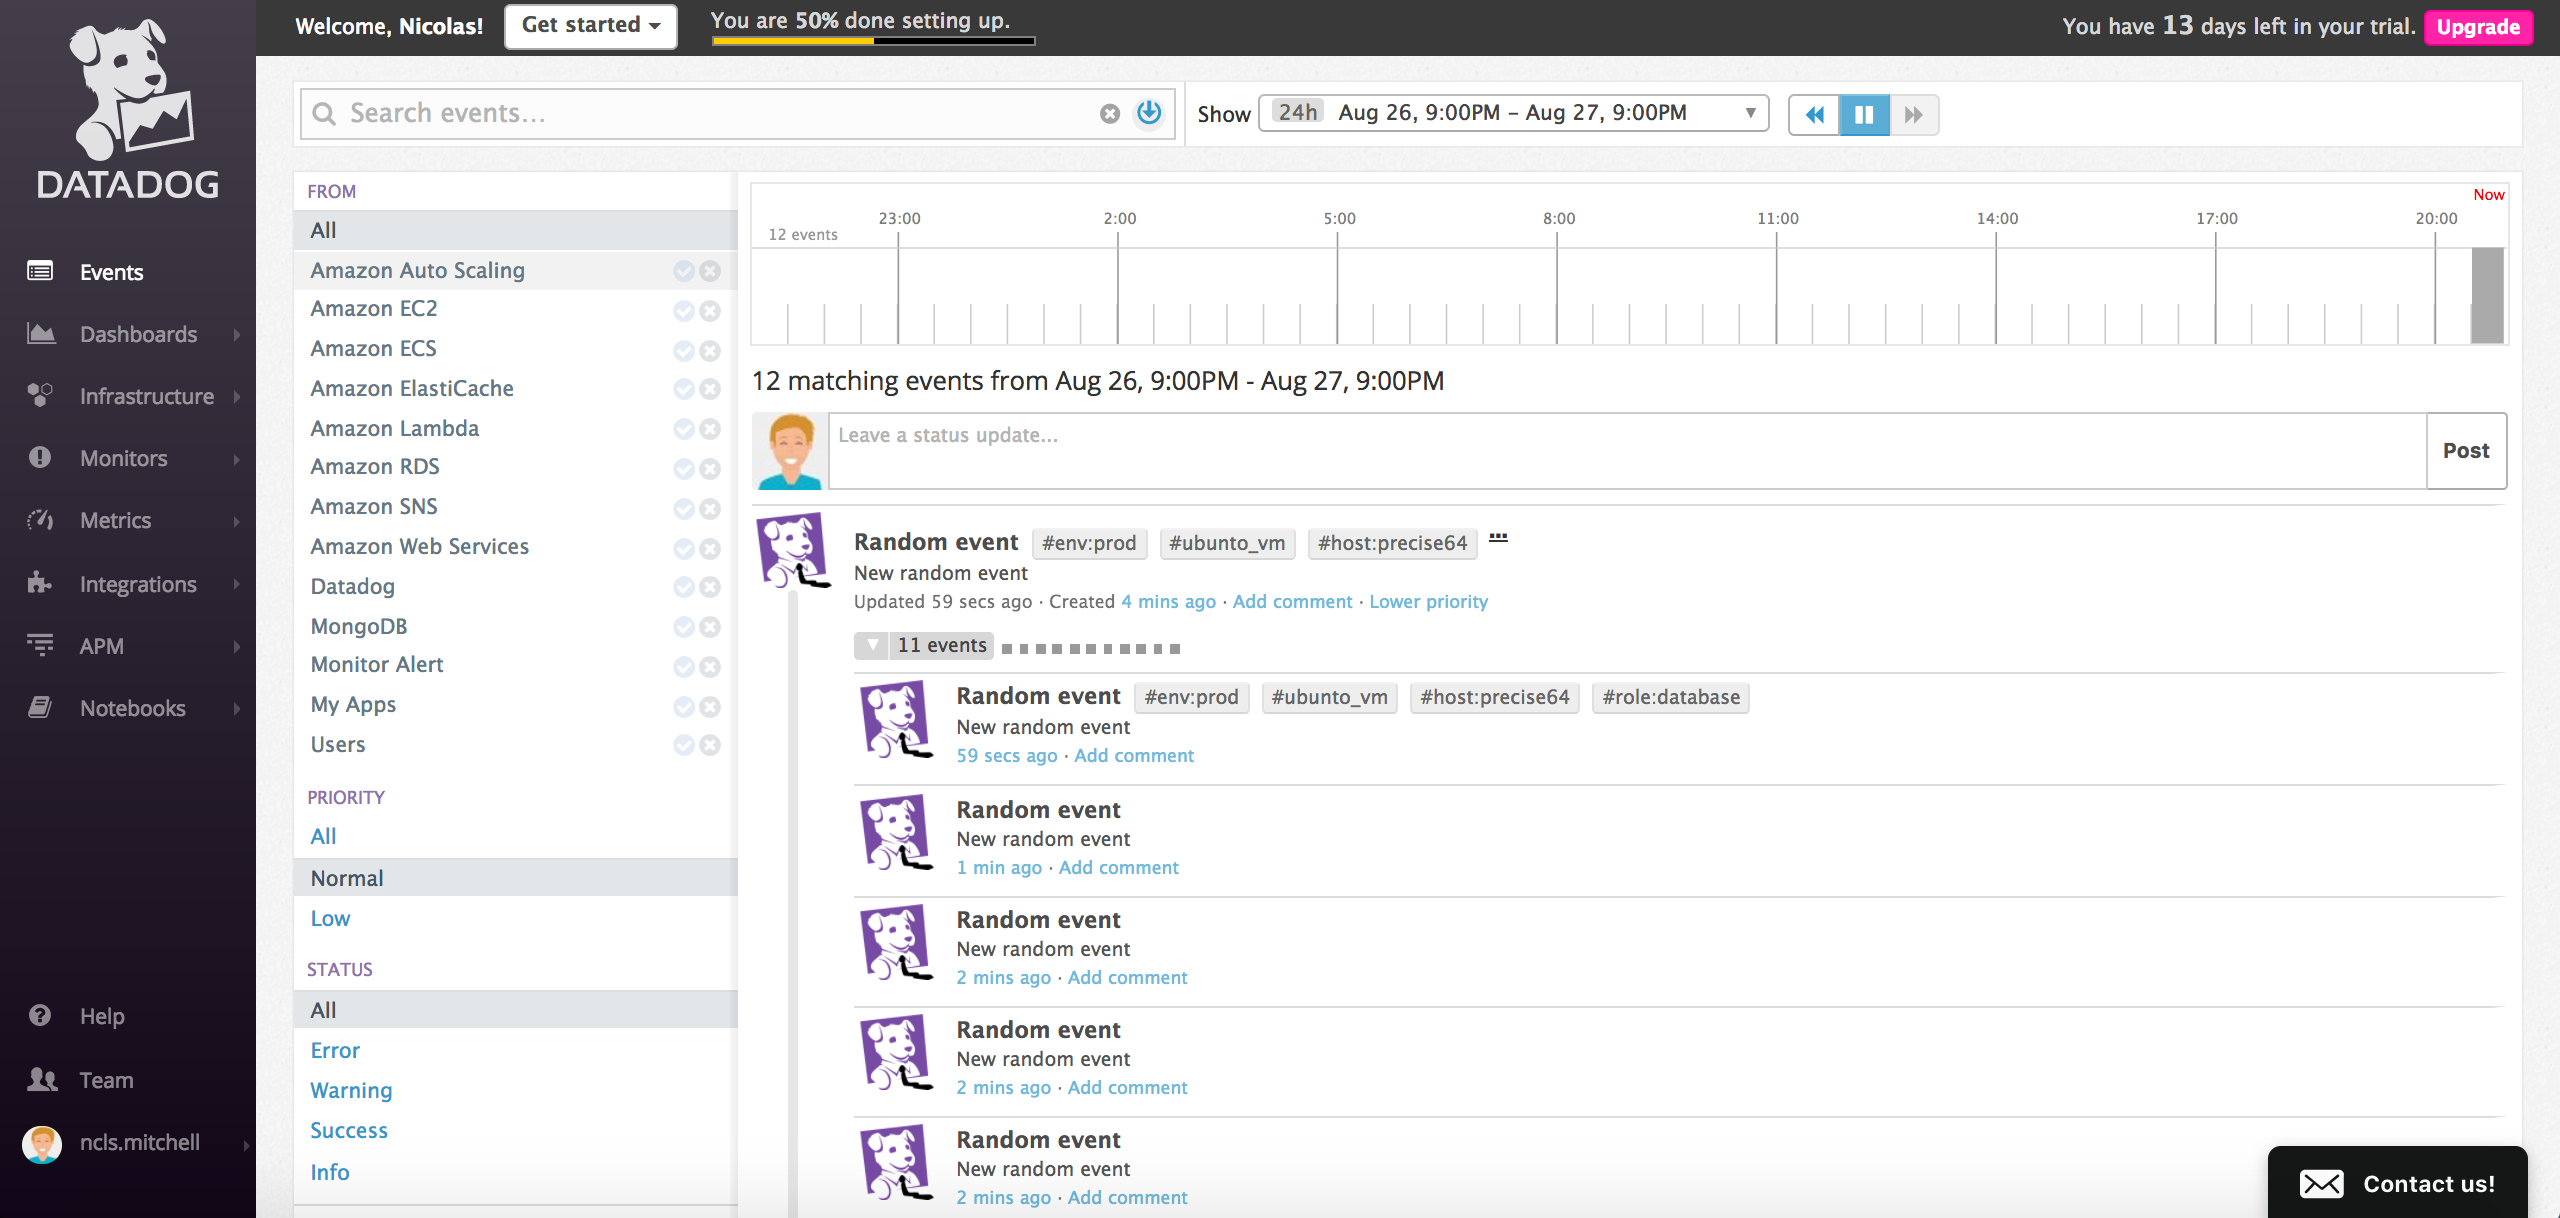 DATADOG
Events
Dashboards
Infrastructure
Monitors
Metrics
Integrations
APM
Notebooks
Help
Team
ncls.mitchell
Welcome, Nicolas!
Get started
You are 50% done setting up.
You have 13 days left in your trial.
Upgrade
Search events...
Show
24h Aug 26, 9:00PM – Aug 27, 9:00PM
FROM
All
Amazon Auto Scaling
Amazon EC2
Amazon ECS
Amazon ElastiCache
Amazon Lambda
Amazon RDS
Amazon SNS
Amazon Web Services
Datadog
MongoDB
Monitor Alert
My Apps
Users
PRIORITY
All
Normal
Low
STATUS
All
Error
Warning
Success
Info
Now
23:00 2:00 5:00 8:00 11:00 14:00 17:00 20:00
12 events
12 matching events from Aug 26, 9:00PM - Aug 27, 9:00PM
Leave a status update...
Post
Random event #env:prod #ubunto_vm #host:precise64 ...
New random event
Updated 59 secs ago · Created 4 mins ago · Add comment · Lower priority
11 events
Random event #env:prod #ubunto_vm #host:precise64 #role:database
New random event
59 secs ago · Add comment
Random event
New random event
1 min ago · Add comment
Random event
New random event
2 mins ago · Add comment
Random event
New random event
2 mins ago · Add comment
Random event
New random event
2 mins ago · Add comment
Contact us!